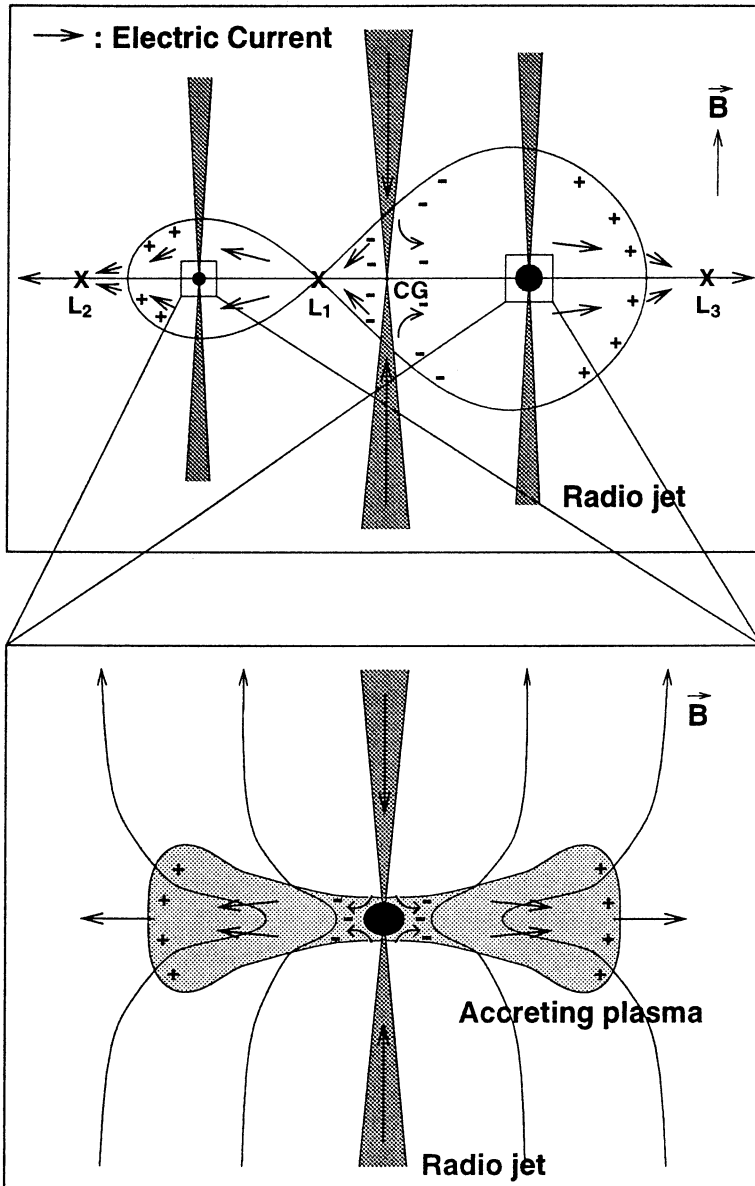 → : Electric Current
B
L2
L1
CG
L3
Radio jet
B
Accreting plasma
Radio jet